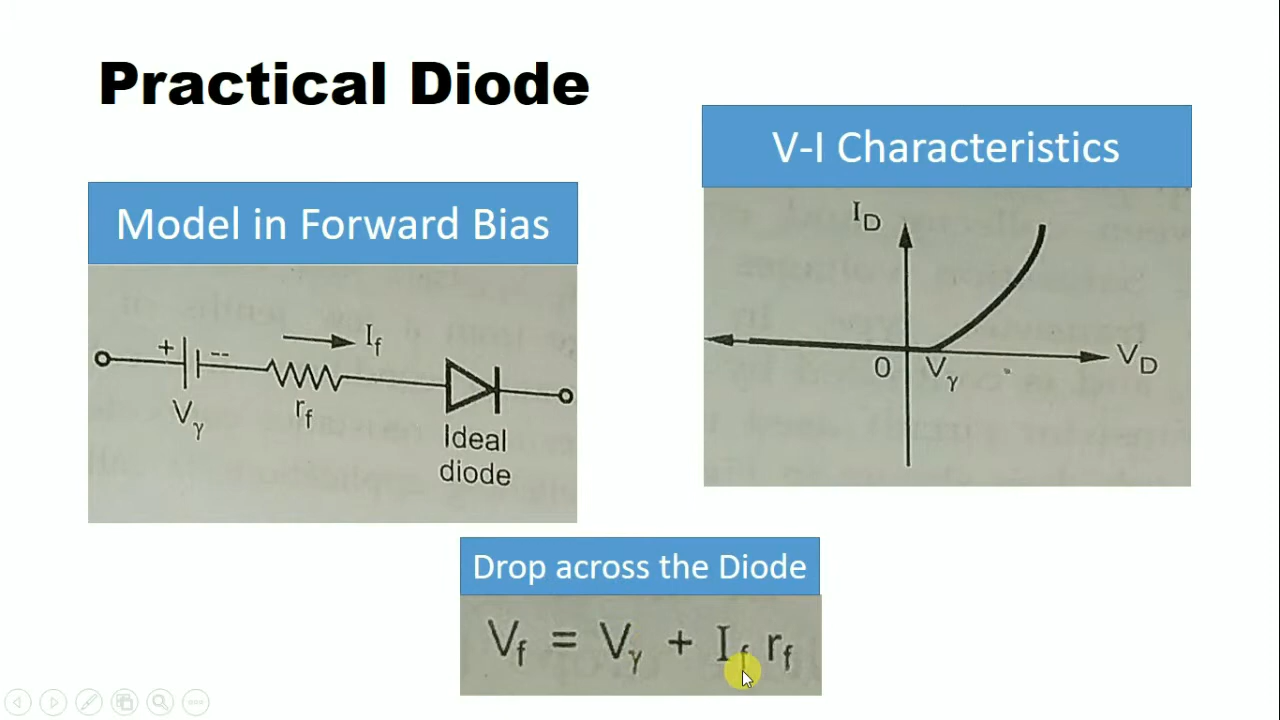 Practical Diode
Model in Forward Bias
+
--
I_f
V_γ
r_f
Ideal
diode
V-I Characteristics
I_D
V_D
0
V_γ
Drop across the Diode
V_f = V_γ + I_f r_f